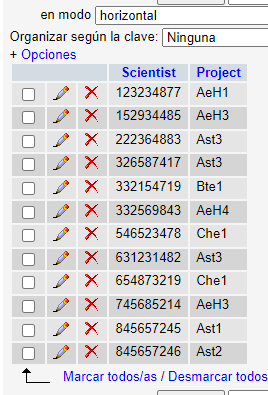 en modo horizontal
Organizar según la clave: Ninguna
+ Opciones
Scientist Project
123234877 AeH1
152934485 AeH3
222364883 Ast3
326587417 Ast3
332154719 Bte1
332569843 AeH4
546523478 Che1
631231482 Ast3
654873219 Che1
745685214 AeH3
845657245 Ast1
845657246 Ast2
Marcar todos/as / Desmarcar todos